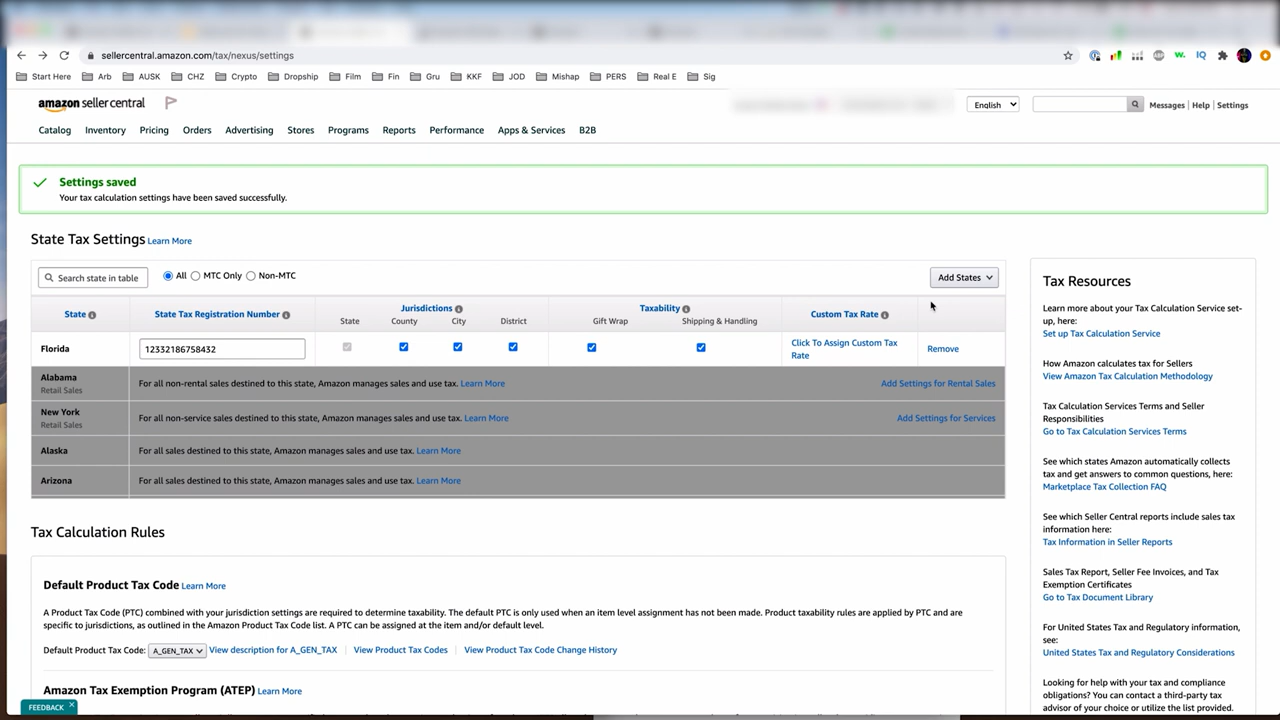 sellercentral.amazon.com/tax/nexus/settings
Start Here Arb AUSK CHZ Crypto Dropship Film Fin Gru KKF JOD Mishap PERS Real E Sig
amazon seller central
English
Messages | Help | Settings
Catalog Inventory Pricing Orders Advertising Stores Programs Reports Performance Apps & Services B2B
Settings saved
Your tax calculation settings have been saved successfully.
State Tax Settings Learn More
Search state in table All MTC Only Non-MTC Add States
State State Tax Registration Number Jurisdictions Taxability Custom Tax Rate
State County City District Gift Wrap Shipping & Handling
Florida 12332186758432 Click To Assign Custom Tax Rate Remove
Alabama
Retail Sales
For all non-rental sales destined to this state, Amazon manages sales and use tax. Learn More Add Settings for Rental Sales
New York
Retail Sales
For all non-service sales destined to this state, Amazon manages sales and use tax. Learn More Add Settings for Services
Alaska For all sales destined to this state, Amazon manages sales and use tax. Learn More
Arizona For all sales destined to this state, Amazon manages sales and use tax. Learn More
Tax Calculation Rules
Default Product Tax Code Learn More
A Product Tax Code (PTC) combined with your jurisdiction settings are required to determine taxability. The default PTC is only used when an item level assignment has not been made. Product taxability rules are applied by PTC and are
specific to jurisdictions, as outlined in the Amazon Product Tax Code list. A PTC can be assigned at the item and/or default level.
Default Product Tax Code: A_GEN_TAX View description for A_GEN_TAX | View Product Tax Codes | View Product Tax Code Change History
Amazon Tax Exemption Program (ATEP) Learn More
FEEDBACK
Tax Resources
Learn more about your Tax Calculation Service set-
up, here:
Set up Tax Calculation Service
How Amazon calculates tax for Sellers
View Amazon Tax Calculation Methodology
Tax Calculation Services Terms and Seller
Responsibilities
Go to Tax Calculation Services Terms
See which states Amazon automatically collects
tax and get answers to common questions, here:
Marketplace Tax Collection FAQ
See which Seller Central reports include sales tax
information here:
Tax Information in Seller Reports
Sales Tax Report, Seller Fee Invoices, and Tax
Exemption Certificates
Go to Tax Document Library
For United States Tax and Regulatory information,
see:
United States Tax and Regulatory Considerations
Looking for help with your tax and compliance
obligations? You can contact a third-party tax
advisor of your choice or utilize the list provided.